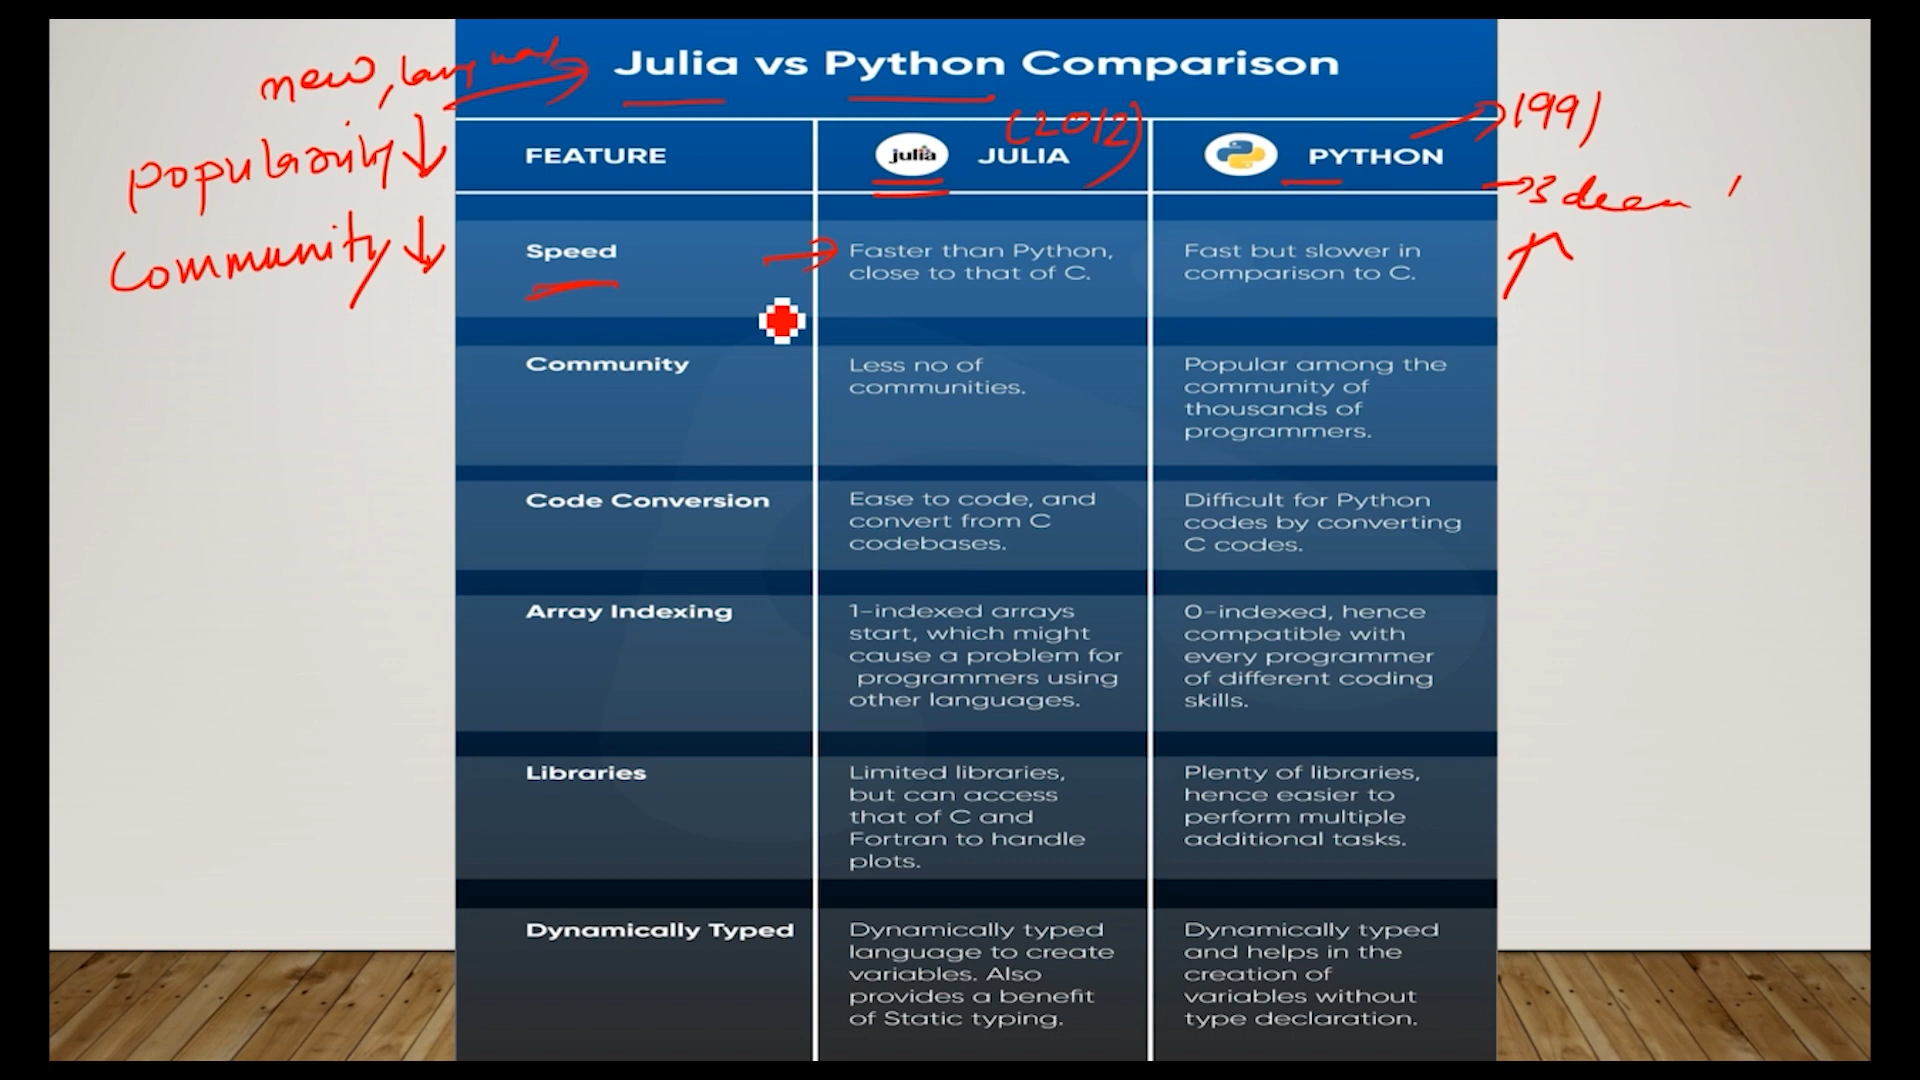 Julia vs Python Comparison
new,
popularity ↓
Community ↓
(2012)
1991
FEATURE
julia
JULIA
PYTHON
3
Speed
Faster than Python,
close to that of C.
Fast but slower in
comparison to C.
Community
Less no of
communities.
Popular among the
community of
thousands of
programmers.
Code Conversion
Ease to code, and
convert from C
codebases.
Difficult for Python
codes by converting
C codes.
Array Indexing
1-indexed arrays
start, which might
cause a problem for
programmers using
other languages.
0-indexed, hence
compatible with
every programmer
of different coding
skills.
Libraries
Limited libraries,
but can access
that of C and
Fortran to handle
plots.
Plenty of libraries,
hence easier to
perform multiple
additional tasks.
Dynamically Typed
Dynamically typed
language to create
variables. Also
provides a benefit
of Static typing.
Dynamically typed
and helps in the
creation of
variables without
type declaration.